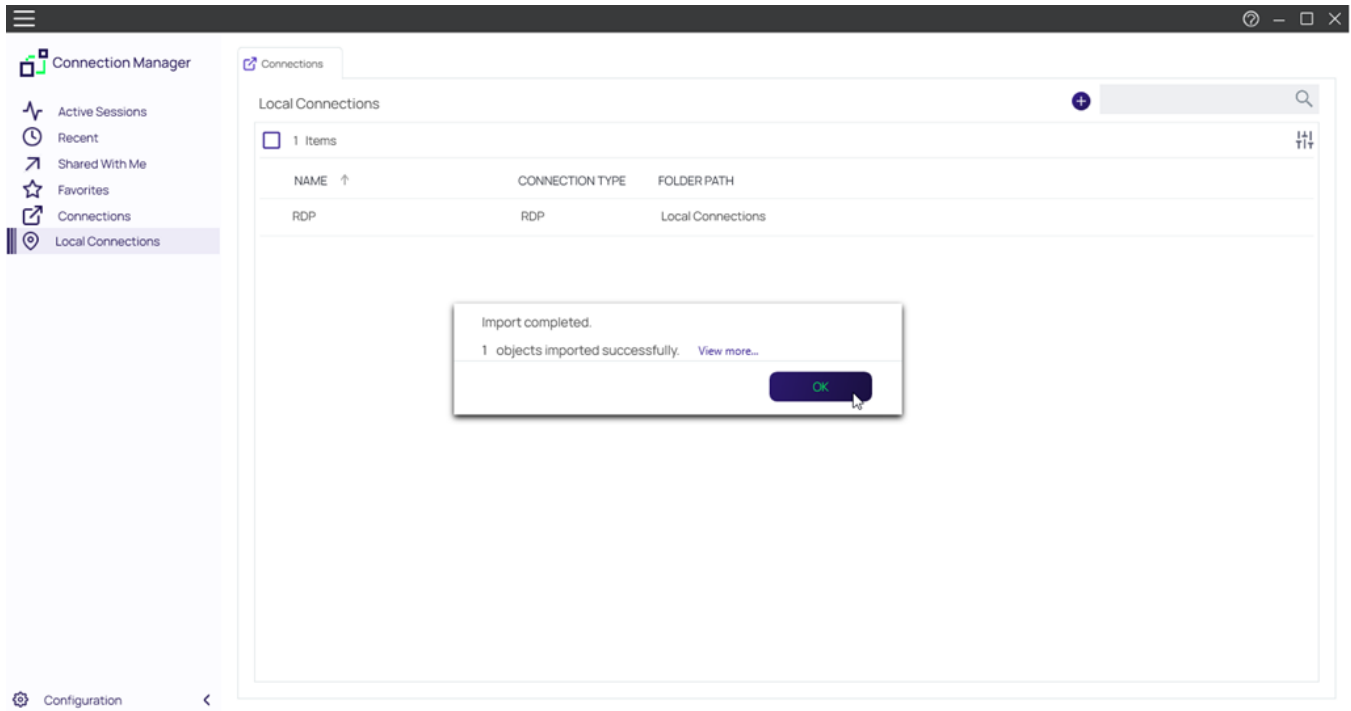 Connection Manager
Active Sessions
Recent
Shared With Me
Favorites
Connections
Local Connections
Configuration
Connections
Local Connections
1 Items
NAME CONNECTION TYPE FOLDER PATH
RDP RDP Local Connections
Import completed.
1 objects imported successfully. View more...
OK